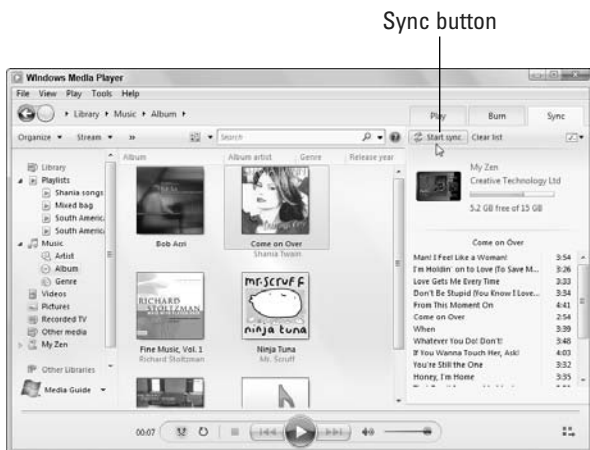 Sync button
Windows Media Player
File View Play Tools Help
Library ▸ Music ▸ Album ▸
Play Burn Sync
Organize Stream » Search Start sync Clear list
Album Album artist Genre Release year
Library
Playlists
Shania songs
Mixed bag
South Americ
South Americ
Music
Artist
Album
Genre
Videos
Pictures
Recorded TV
Other media
My Zen
Other Libraries
Media Guide
Bob Acri
Come on Over
Shania Twain
RICHARD
STOLTZMAN
Fine Music, Vol. 1
Richard Stoltzman
mr.scruff
ninja tuna
Ninja Tuna
Mr. Scruff
My Zen
Creative Technology Ltd
5.2 GB free of 15 GB
Come on Over
Man! I Feel Like a Woman! 3:54
I'm Holdin' on to Love (To Save M... 3:26
Love Gets Me Every Time 3:33
Don't Be Stupid (You Know I Love... 3:34
From This Moment On 4:41
Come on Over 2:54
When 3:39
Whatever You Do! Don't! 3:48
If You Wanna Touch Her, Ask! 4:03
You're Still the One 3:32
Honey, I'm Home 3:35
00:07